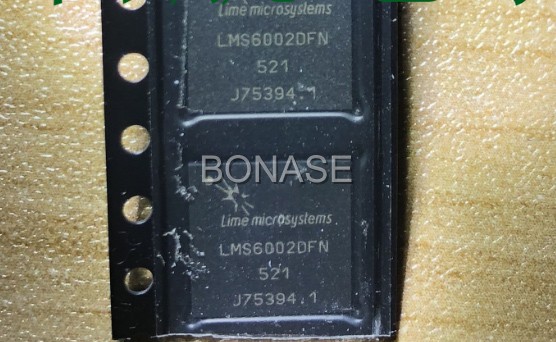 Lime microsystems
LMS6002DFN
521
J75394.1
BONASE
Lime microsystems
LMS6002DFN
521
J75394.1